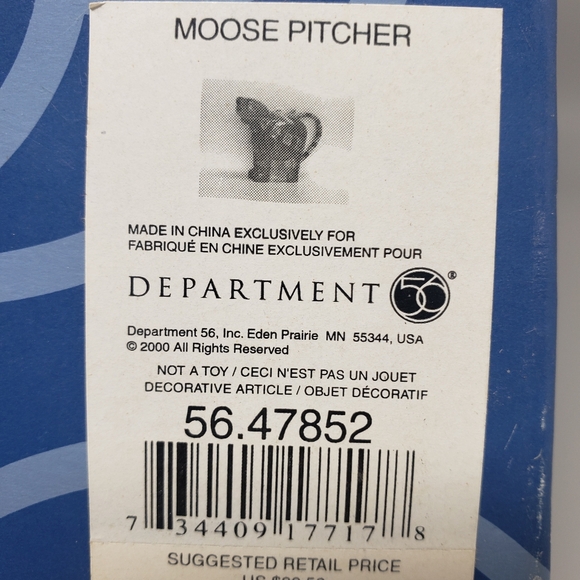 MOOSE PITCHER
MADE IN CHINA EXCLUSIVELY FOR
FABRIQUÉ EN CHINE EXCLUSIVEMENT POUR
DEPARTMENT 56®
Department 56, Inc. Eden Prairie MN 55344, USA
© 2000 All Rights Reserved
NOT A TOY / CECI N'EST PAS UN JOUET
DECORATIVE ARTICLE / OBJET DÉCORATIF
56.47852
7 34409 17717 8
SUGGESTED RETAIL PRICE